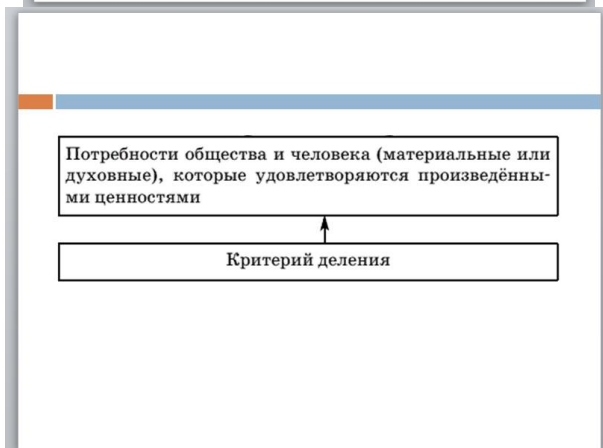 Потребности общества и человека (материальные или
духовные), которые удовлетворяются произведённы-
ми ценностями
Критерий деления